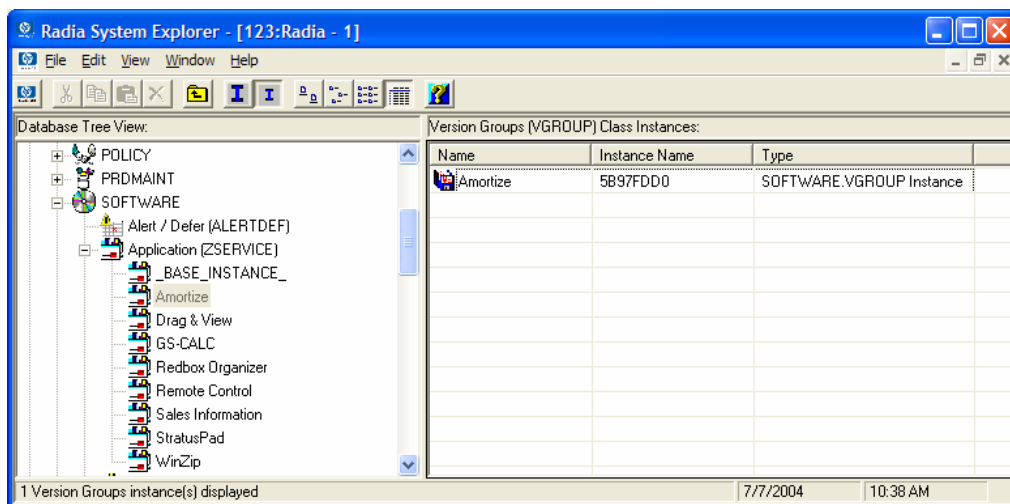 Radia System Explorer - [123:Radia - 1]
File Edit View Window Help
Database Tree View:
POLICY
PRDMAINT
SOFTWARE
Alert / Defer (ALERTDEF)
Application (ZSERVICE)
_BASE_INSTANCE_
Amortize
Drag & View
GS-CALC
Redbox Organizer
Remote Control
Sales Information
StratusPad
WinZip
Version Groups (VGROUP) Class Instances:
Name Instance Name Type
Amortize 5B97FDD0 SOFTWARE.VGROUP Instance
1 Version Groups instance(s) displayed 7/7/2004 10:38 AM